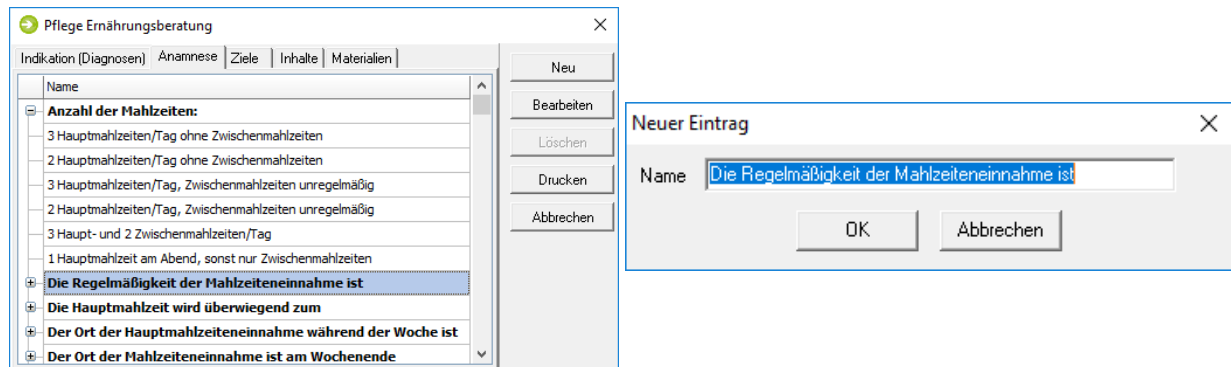 Pflege Ernährungsberatung
Indikation (Diagnosen) Anamnese Ziele Inhalte Materialien
Name
Anzahl der Mahlzeiten:
3 Hauptmahlzeiten/Tag ohne Zwischenmahlzeiten
2 Hauptmahlzeiten/Tag ohne Zwischenmahlzeiten
3 Hauptmahlzeiten/Tag, Zwischenmahlzeiten unregelmäßig
2 Hauptmahlzeiten/Tag, Zwischenmahlzeiten unregelmäßig
3 Haupt- und 2 Zwischenmahlzeiten/Tag
1 Hauptmahlzeit am Abend, sonst nur Zwischenmahlzeiten
Die Regelmäßigkeit der Mahlzeiteneinnahme ist
Die Hauptmahlzeit wird überwiegend zum
Der Ort der Hauptmahlzeiteneinnahme während der Woche ist
Der Ort der Mahlzeiteneinnahme ist am Wochenende
Neu
Bearbeiten
Löschen
Drucken
Abbrechen
Neuer Eintrag
Name Die Regelmäßigkeit der Mahlzeiteneinnahme ist
OK Abbrechen